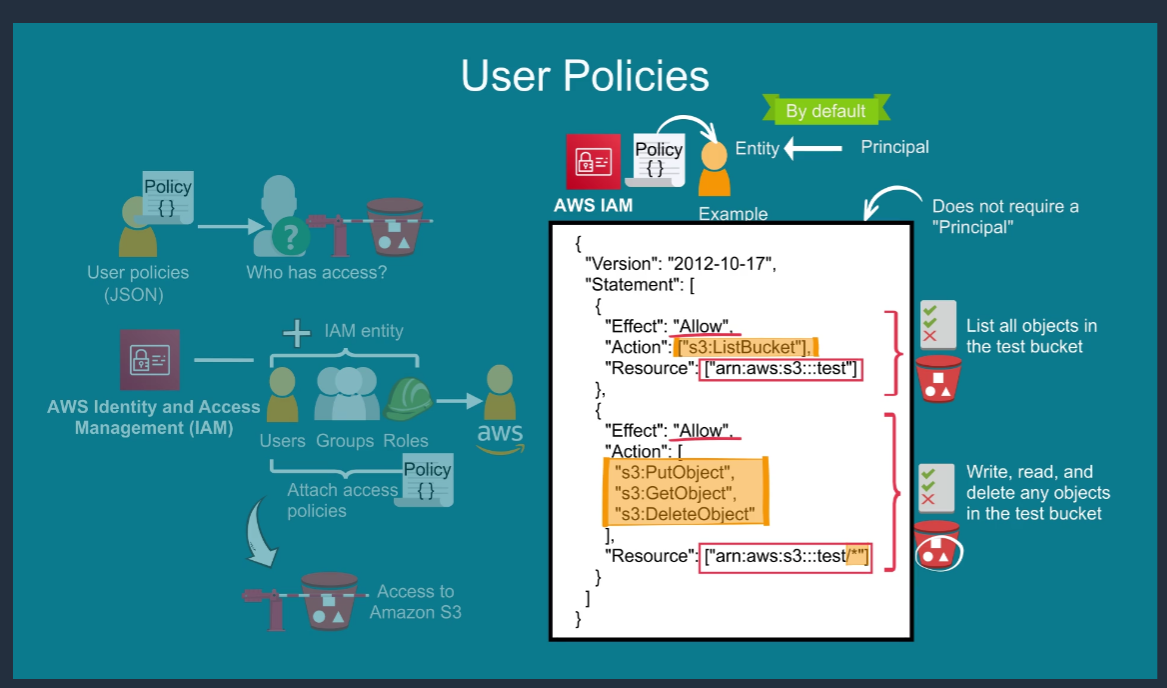 User Policies
By default
Policy
{}
Entity
Principal
AWS IAM
Example
Does not require a
"Principal"
Policy
{}
?
User policies
(JSON)
Who has access?
IAM entity
AWS Identity and Access
Management (IAM)
Users Groups Roles
aws
Attach access
policies
Policy
{}
Access to
Amazon S3
{
"Version": "2012-10-17",
"Statement": [
{
"Effect": "Allow",
"Action": ["s3:ListBucket"],
"Resource": ["arn:aws:s3:::test"]
},
{
"Effect": "Allow",
"Action": [
"s3:PutObject",
"s3:GetObject",
"s3:DeleteObject"
],
"Resource": ["arn:aws:s3:::test/*"]
}
]
}
List all objects in
the test bucket
Write, read, and
delete any objects
in the test bucket